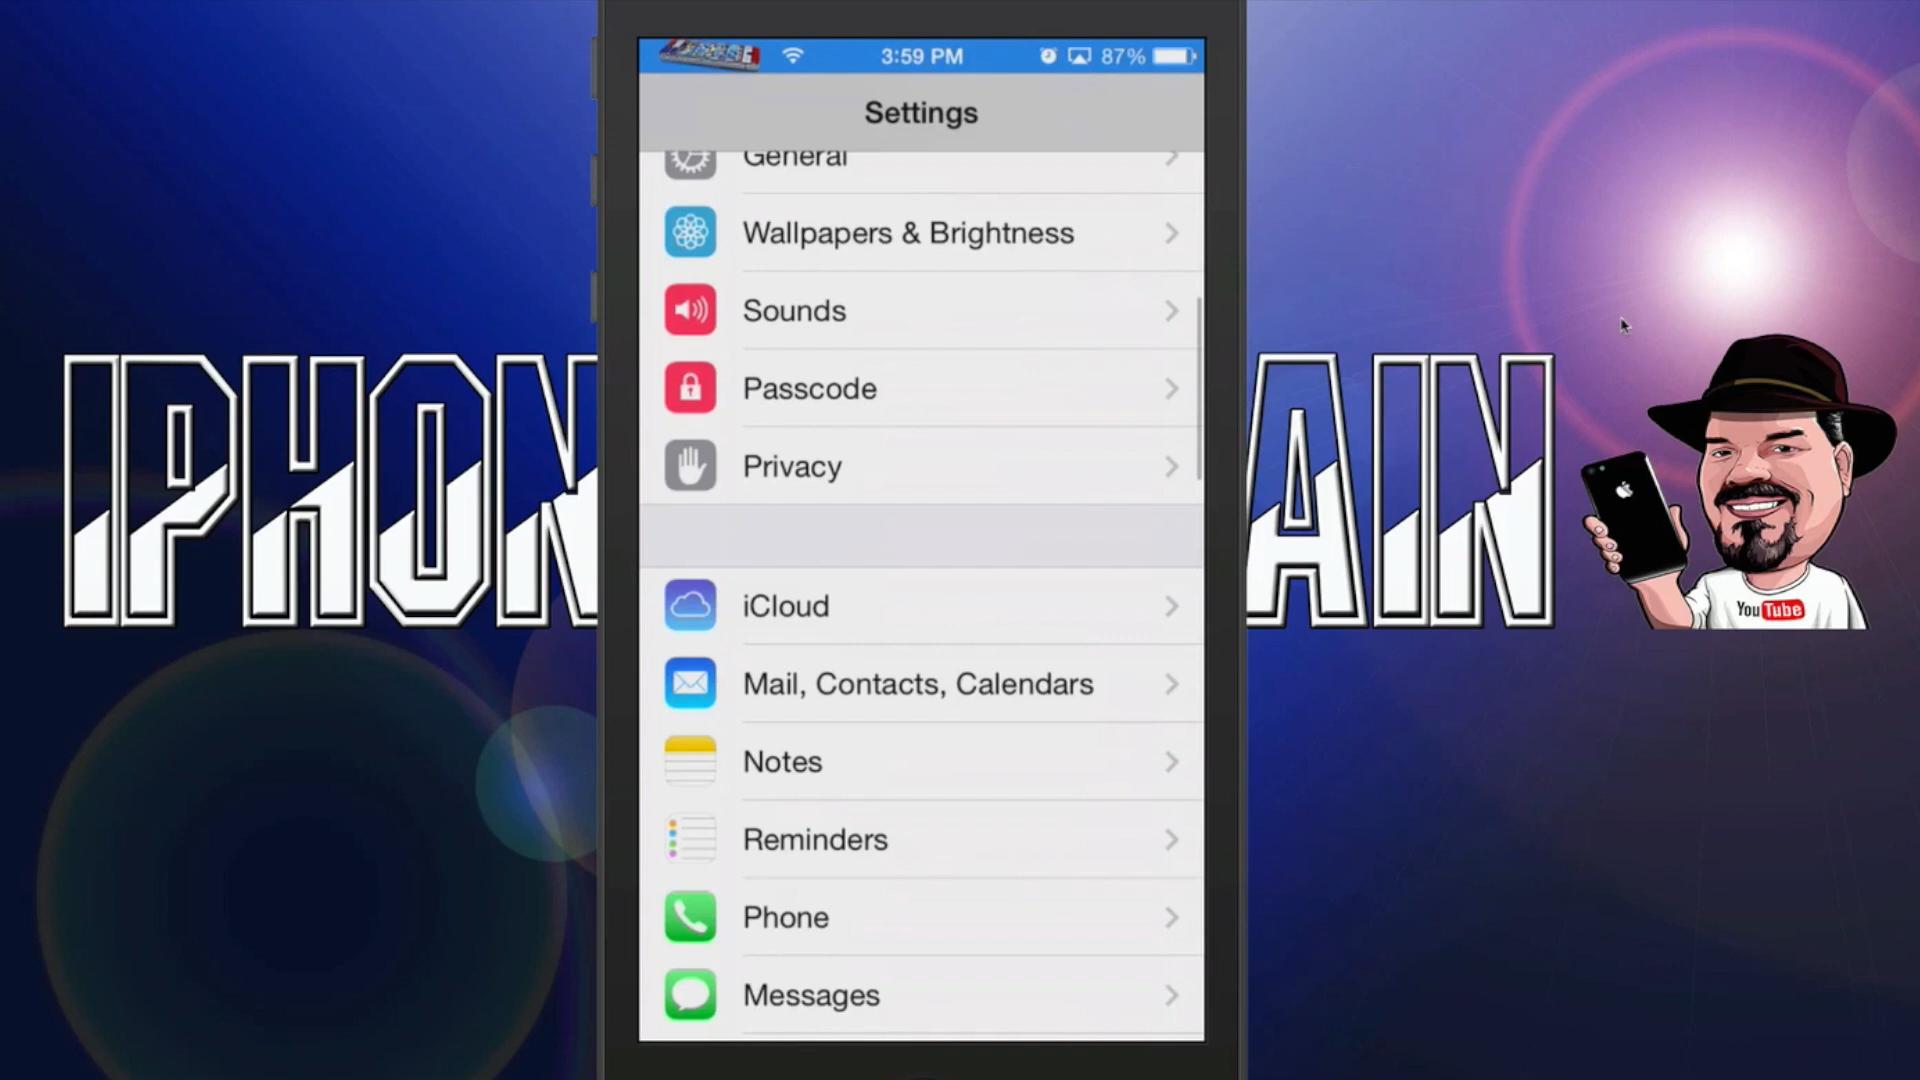 3:59 PM 87%
Settings
General
Wallpapers & Brightness
Sounds
Passcode
Privacy
iCloud
Mail, Contacts, Calendars
Notes
Reminders
Phone
Messages
IPHON
AIN
YouTube